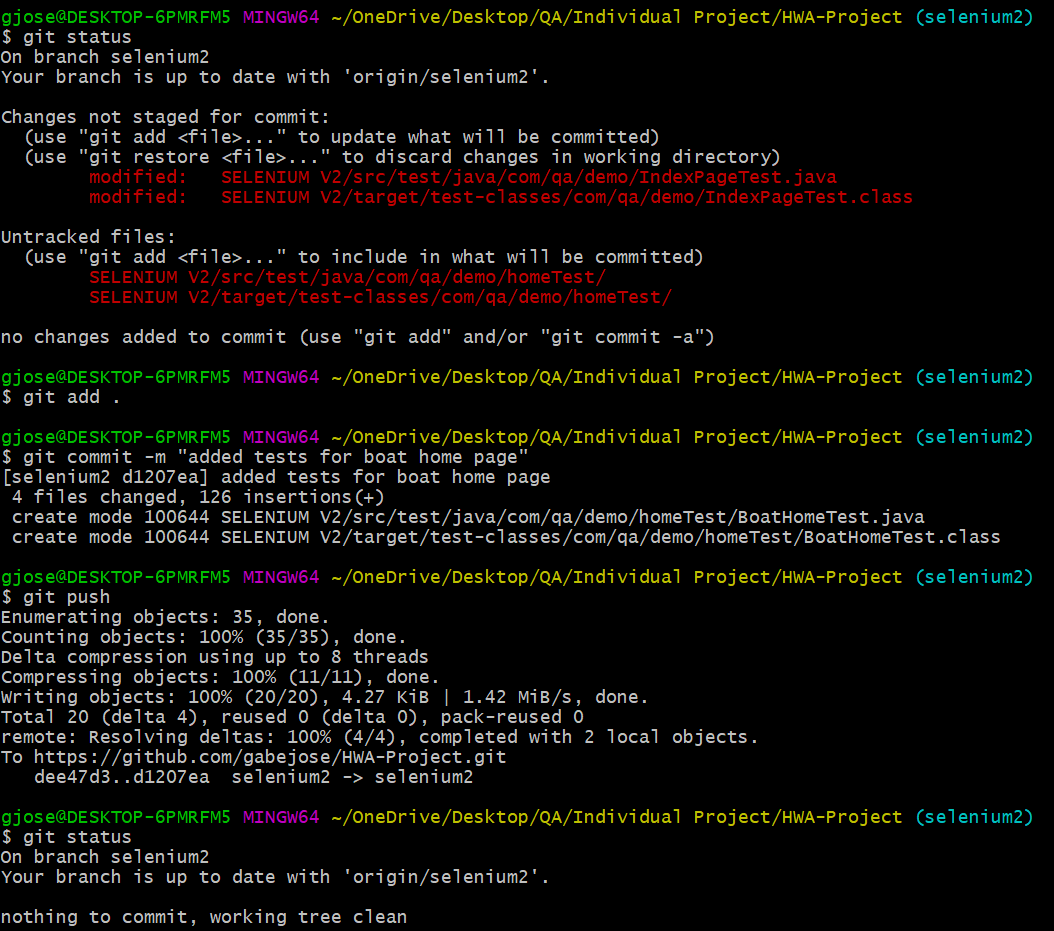 gjose@DESKTOP-6PMRFM5 MINGW64 ~/OneDrive/Desktop/QA/Individual Project/HWA-Project (selenium2)
$ git status
On branch selenium2
Your branch is up to date with 'origin/selenium2'.
Changes not staged for commit:
(use "git add <file>..." to update what will be committed)
(use "git restore <file>..." to discard changes in working directory)
modified:   SELENIUM V2/src/test/java/com/qa/demo/IndexPageTest.java
modified:   SELENIUM V2/target/test-classes/com/qa/demo/IndexPageTest.class
Untracked files:
(use "git add <file>..." to include in what will be committed)
SELENIUM V2/src/test/java/com/qa/demo/homeTest/
SELENIUM V2/target/test-classes/com/qa/demo/homeTest/
no changes added to commit (use "git add" and/or "git commit -a")
gjose@DESKTOP-6PMRFM5 MINGW64 ~/OneDrive/Desktop/QA/Individual Project/HWA-Project (selenium2)
$ git add .
gjose@DESKTOP-6PMRFM5 MINGW64 ~/OneDrive/Desktop/QA/Individual Project/HWA-Project (selenium2)
$ git commit -m "added tests for boat home page"
[selenium2 d1207ea] added tests for boat home page
4 files changed, 126 insertions(+)
create mode 100644 SELENIUM V2/src/test/java/com/qa/demo/homeTest/BoatHomeTest.java
create mode 100644 SELENIUM V2/target/test-classes/com/qa/demo/homeTest/BoatHomeTest.class
gjose@DESKTOP-6PMRFM5 MINGW64 ~/OneDrive/Desktop/QA/Individual Project/HWA-Project (selenium2)
$ git push
Enumerating objects: 35, done.
Counting objects: 100% (35/35), done.
Delta compression using up to 8 threads
Compressing objects: 100% (11/11), done.
Writing objects: 100% (20/20), 4.27 KiB | 1.42 MiB/s, done.
Total 20 (delta 4), reused 0 (delta 0), pack-reused 0
remote: Resolving deltas: 100% (4/4), completed with 2 local objects.
To https://github.com/gabejose/HWA-Project.git
dee47d3..d1207ea  selenium2 -> selenium2
gjose@DESKTOP-6PMRFM5 MINGW64 ~/OneDrive/Desktop/QA/Individual Project/HWA-Project (selenium2)
$ git status
On branch selenium2
Your branch is up to date with 'origin/selenium2'.
nothing to commit, working tree clean